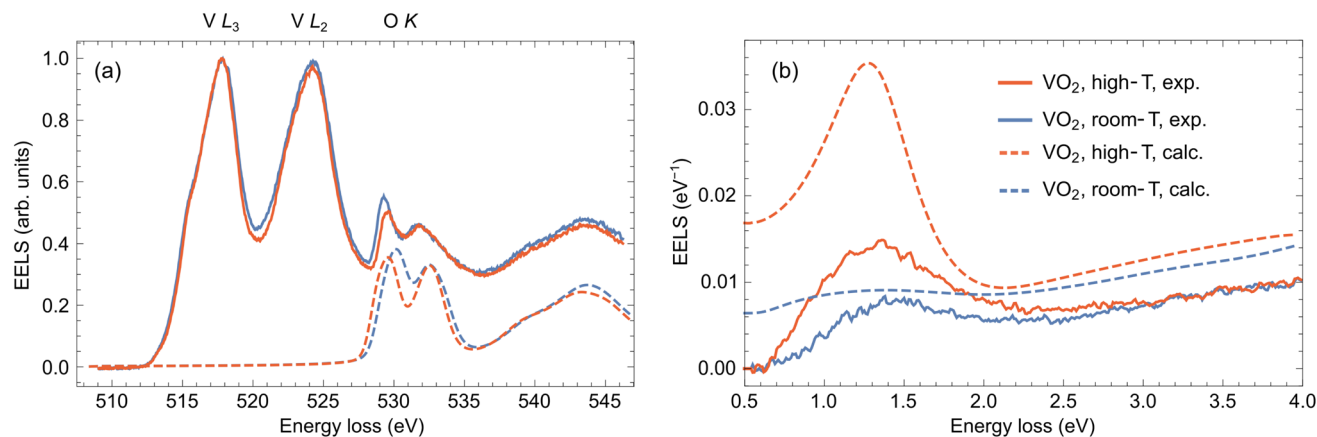 V L3 V L2 O K
(a)
EELS (arb. units)
1.0
0.8
0.6
0.4
0.2
0.0
510 515 520 525 530 535 540 545
Energy loss (eV)
(b)
VO2, high-T, exp.
VO2, room-T, exp.
VO2, high-T, calc.
VO2, room-T, calc.
EELS (eV−1)
0.03
0.02
0.01
0.00
0.5 1.0 1.5 2.0 2.5 3.0 3.5 4.0
Energy loss (eV)